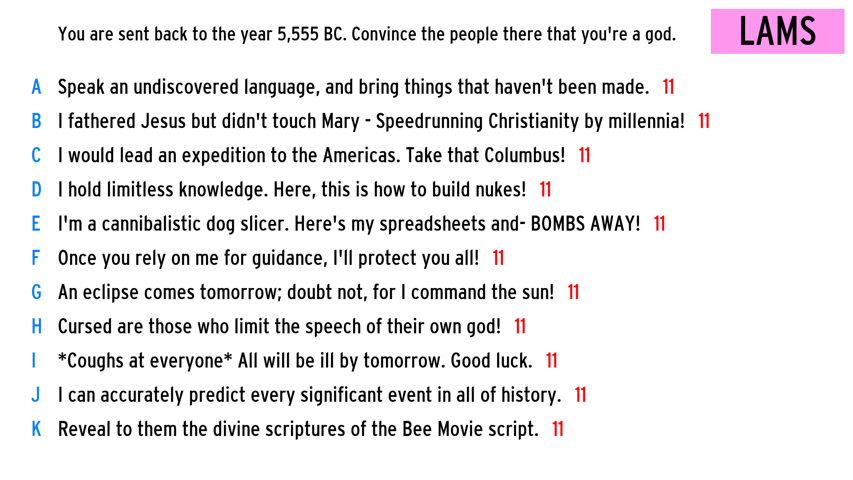 You are sent back to the year 5,555 BC. Convince the people there that you're a god.
LAMS
A Speak an undiscovered language, and bring things that haven't been made. 11
B I fathered Jesus but didn't touch Mary - Speedrunning Christianity by millennia! 11
C I would lead an expedition to the Americas. Take that Columbus! 11
D I hold limitless knowledge. Here, this is how to build nukes! 11
E I'm a cannibalistic dog slicer. Here's my spreadsheets and- BOMBS AWAY! 11
F Once you rely on me for guidance, I'll protect you all! 11
G An eclipse comes tomorrow; doubt not, for I command the sun! 11
H Cursed are those who limit the speech of their own god! 11
I *Coughs at everyone* All will be ill by tomorrow. Good luck. 11
J I can accurately predict every significant event in all of history. 11
K Reveal to them the divine scriptures of the Bee Movie script. 11